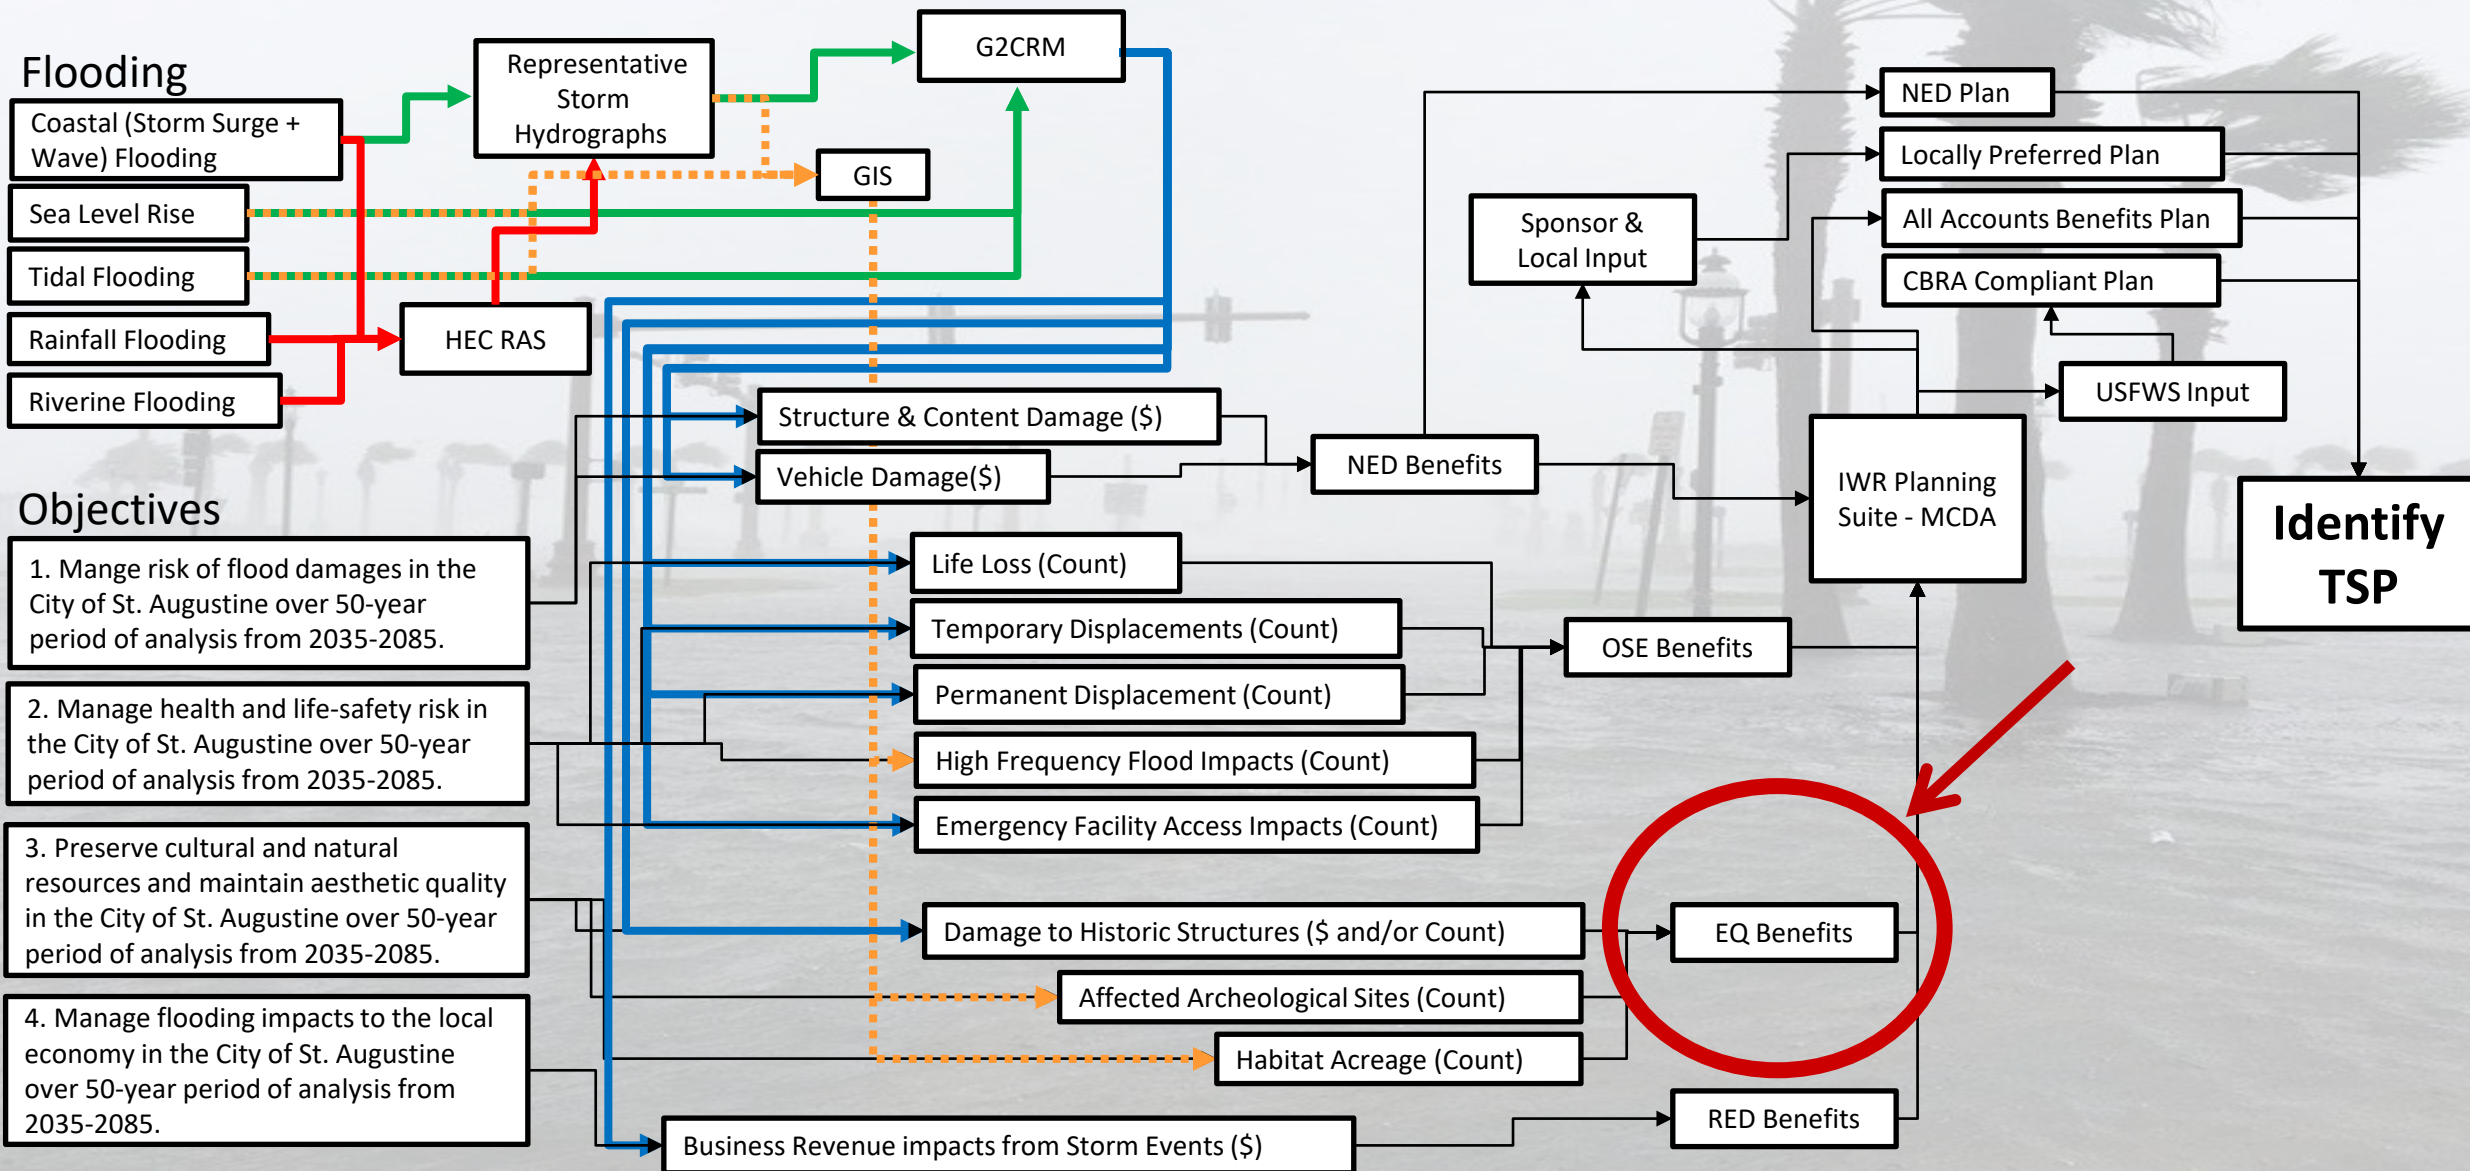 Flooding
Coastal (Storm Surge +
Wave) Flooding
Sea Level Rise
Tidal Flooding
Rainfall Flooding
Riverine Flooding
Representative
Storm
Hydrographs
G2CRM
GIS
HEC RAS
Objectives
1. Mange risk of flood damages in the
City of St. Augustine over 50-year
period of analysis from 2035-2085.
2. Manage health and life-safety risk in
the City of St. Augustine over 50-year
period of analysis from 2035-2085.
3. Preserve cultural and natural
resources and maintain aesthetic quality
in the City of St. Augustine over 50-year
period of analysis from 2035-2085.
4. Manage flooding impacts to the local
economy in the City of St. Augustine
over 50-year period of analysis from
2035-2085.
Structure & Content Damage ($)
Vehicle Damage($)
Life Loss (Count)
Temporary Displacements (Count)
Permanent Displacement (Count)
High Frequency Flood Impacts (Count)
Emergency Facility Access Impacts (Count)
Damage to Historic Structures ($ and/or Count)
Affected Archeological Sites (Count)
Habitat Acreage (Count)
Business Revenue impacts from Storm Events ($)
NED Benefits
OSE Benefits
EQ Benefits
RED Benefits
Sponsor &
Local Input
IWR Planning
Suite - MCDA
USFWS Input
NED Plan
Locally Preferred Plan
All Accounts Benefits Plan
CBRA Compliant Plan
Identify
TSP